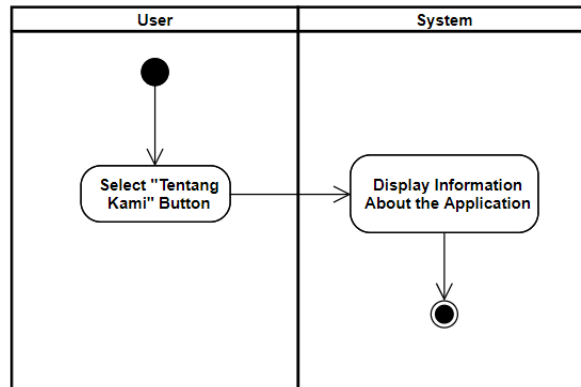 User
System
Select "Tentang
Kami" Button
Display Information
About the Application